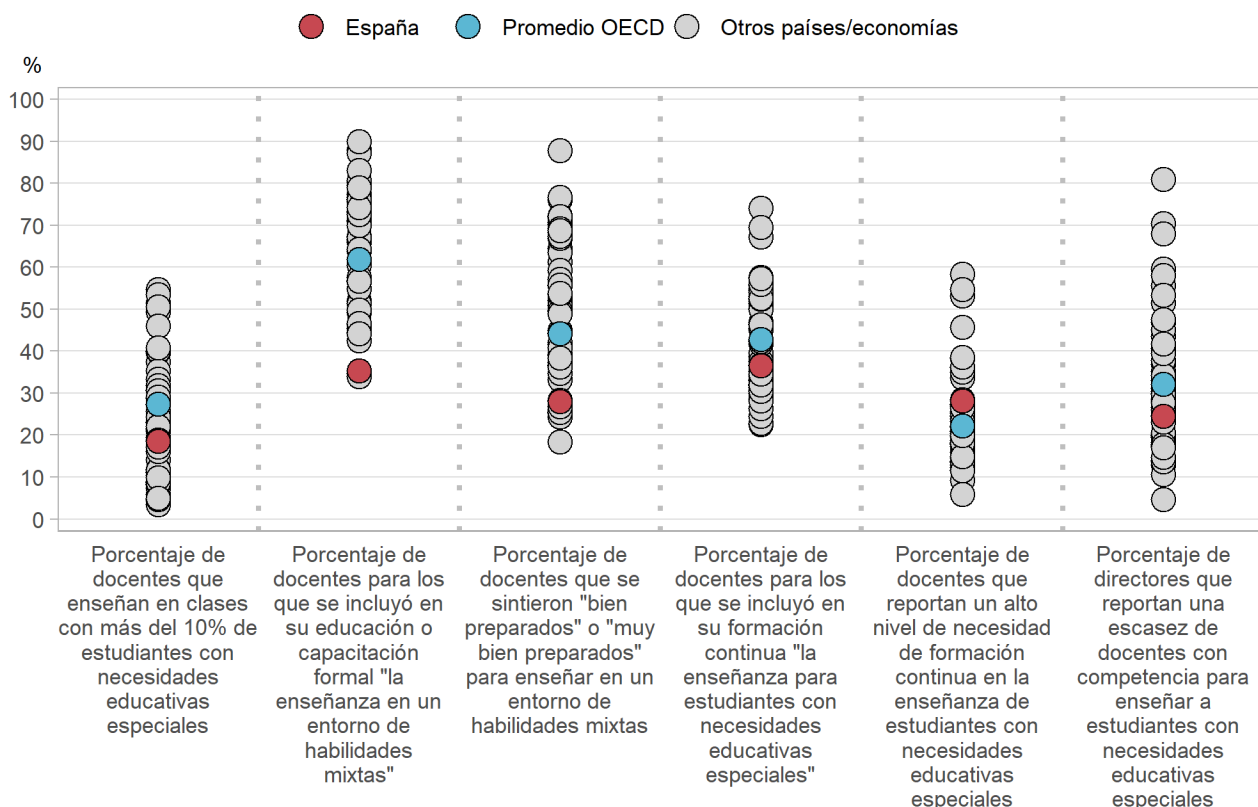 España
Promedio OECD
Otros países/economías
%
100
90
80
70
60
50
40
30
20
10
0
Porcentaje de
docentes que
enseñan en clases
con más del 10% de
estudiantes con
necesidades
educativas
especiales
Porcentaje de
docentes para los
que se incluyó en
su educación o
capacitación
formal "la
enseñanza en un
entorno de
habilidades
mixtas"
Porcentaje de
docentes que se
sintieron "bien
preparados" o "muy
bien preparados"
para enseñar en un
entorno de
habilidades mixtas
Porcentaje de
docentes para los
que se incluyó en
su formación
continua "la
enseñanza para
estudiantes con
necesidades
educativas
especiales"
Porcentaje de
docentes que
reportan un alto
nivel de necesidad
de formación
continua en la
enseñanza de
estudiantes con
necesidades
educativas
especiales
Porcentaje de
directores que
reportan una
escasez de
docentes con
competencia para
enseñar a
estudiantes con
necesidades
educativas
especiales